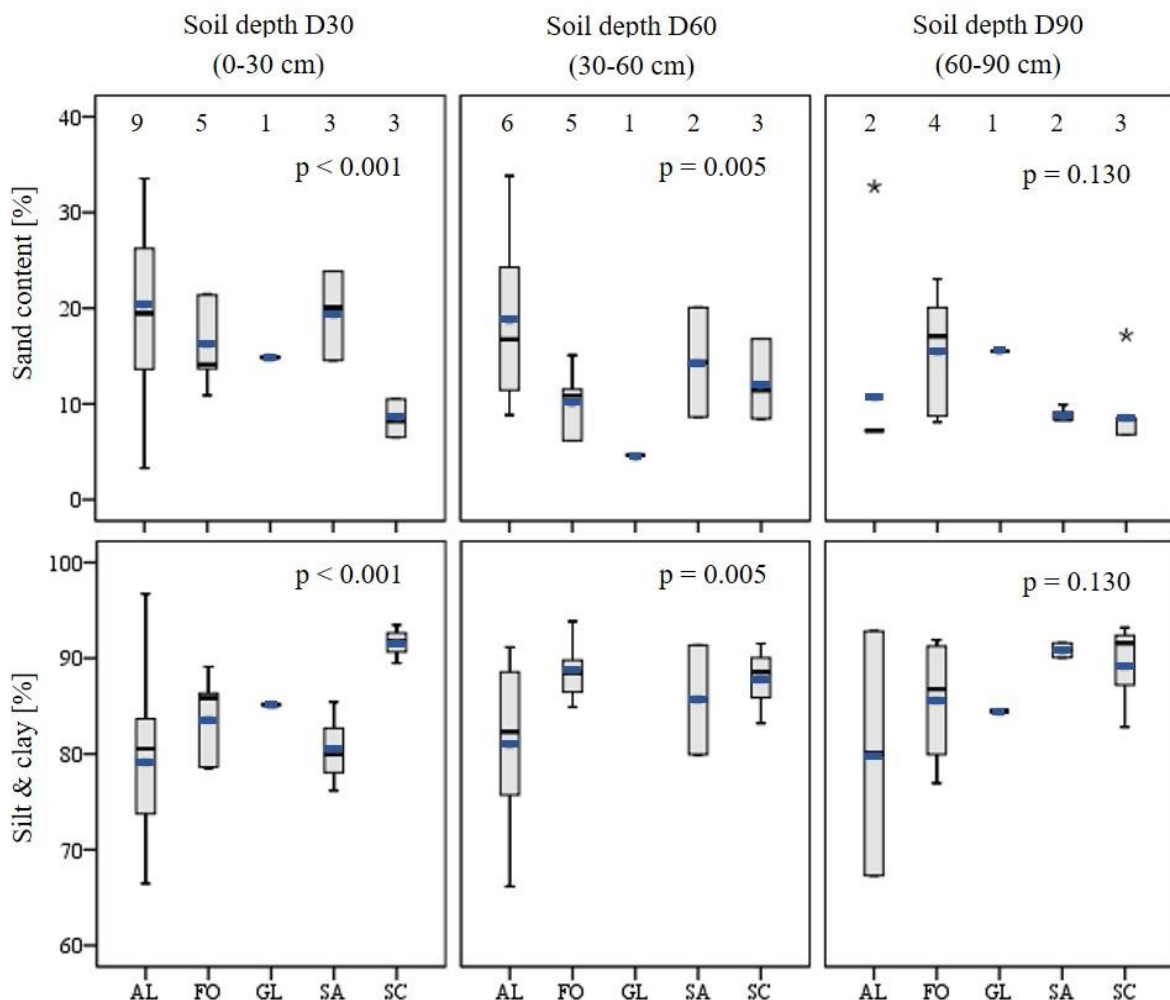 Soil depth D30
(0-30 cm)
Soil depth D60
(30-60 cm)
Soil depth D90
(60-90 cm)
Sand content [%]
40
30
20
10
0
9 5 1 3 3
p < 0.001
6 5 1 2 3
p = 0.005
2 4 1 2 3
p = 0.130
*
*
Silt & clay [%]
100
90
80
70
60
p < 0.001
p = 0.005
p = 0.130
AL FO GL SA SC
AL FO GL SA SC
AL FO GL SA SC